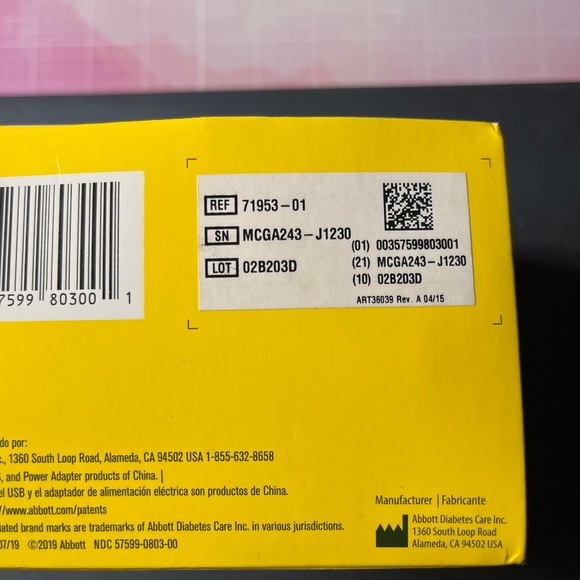 REF 71953-01
SN MCGA243-J1230
LOT 02B203D
(01) 00357599803001
(21) MCGA243-J1230
(10) 02B203D
ART36039 Rev. A 04/15
7599 80300 1
do por:
c., 1360 South Loop Road, Alameda, CA 94502 USA 1-855-632-8658
, and Power Adapter products of China. |
el USB y el adaptador de alimentación eléctrica son productos de China.
//www.abbott.com/patents
iated brand marks are trademarks of Abbott Diabetes Care Inc. in various jurisdictions.
07/19 ©2019 Abbott NDC 57599-0803-00
Manufacturer | Fabricante
Abbott Diabetes Care Inc.
1360 South Loop Road
Alameda, CA 94502 USA